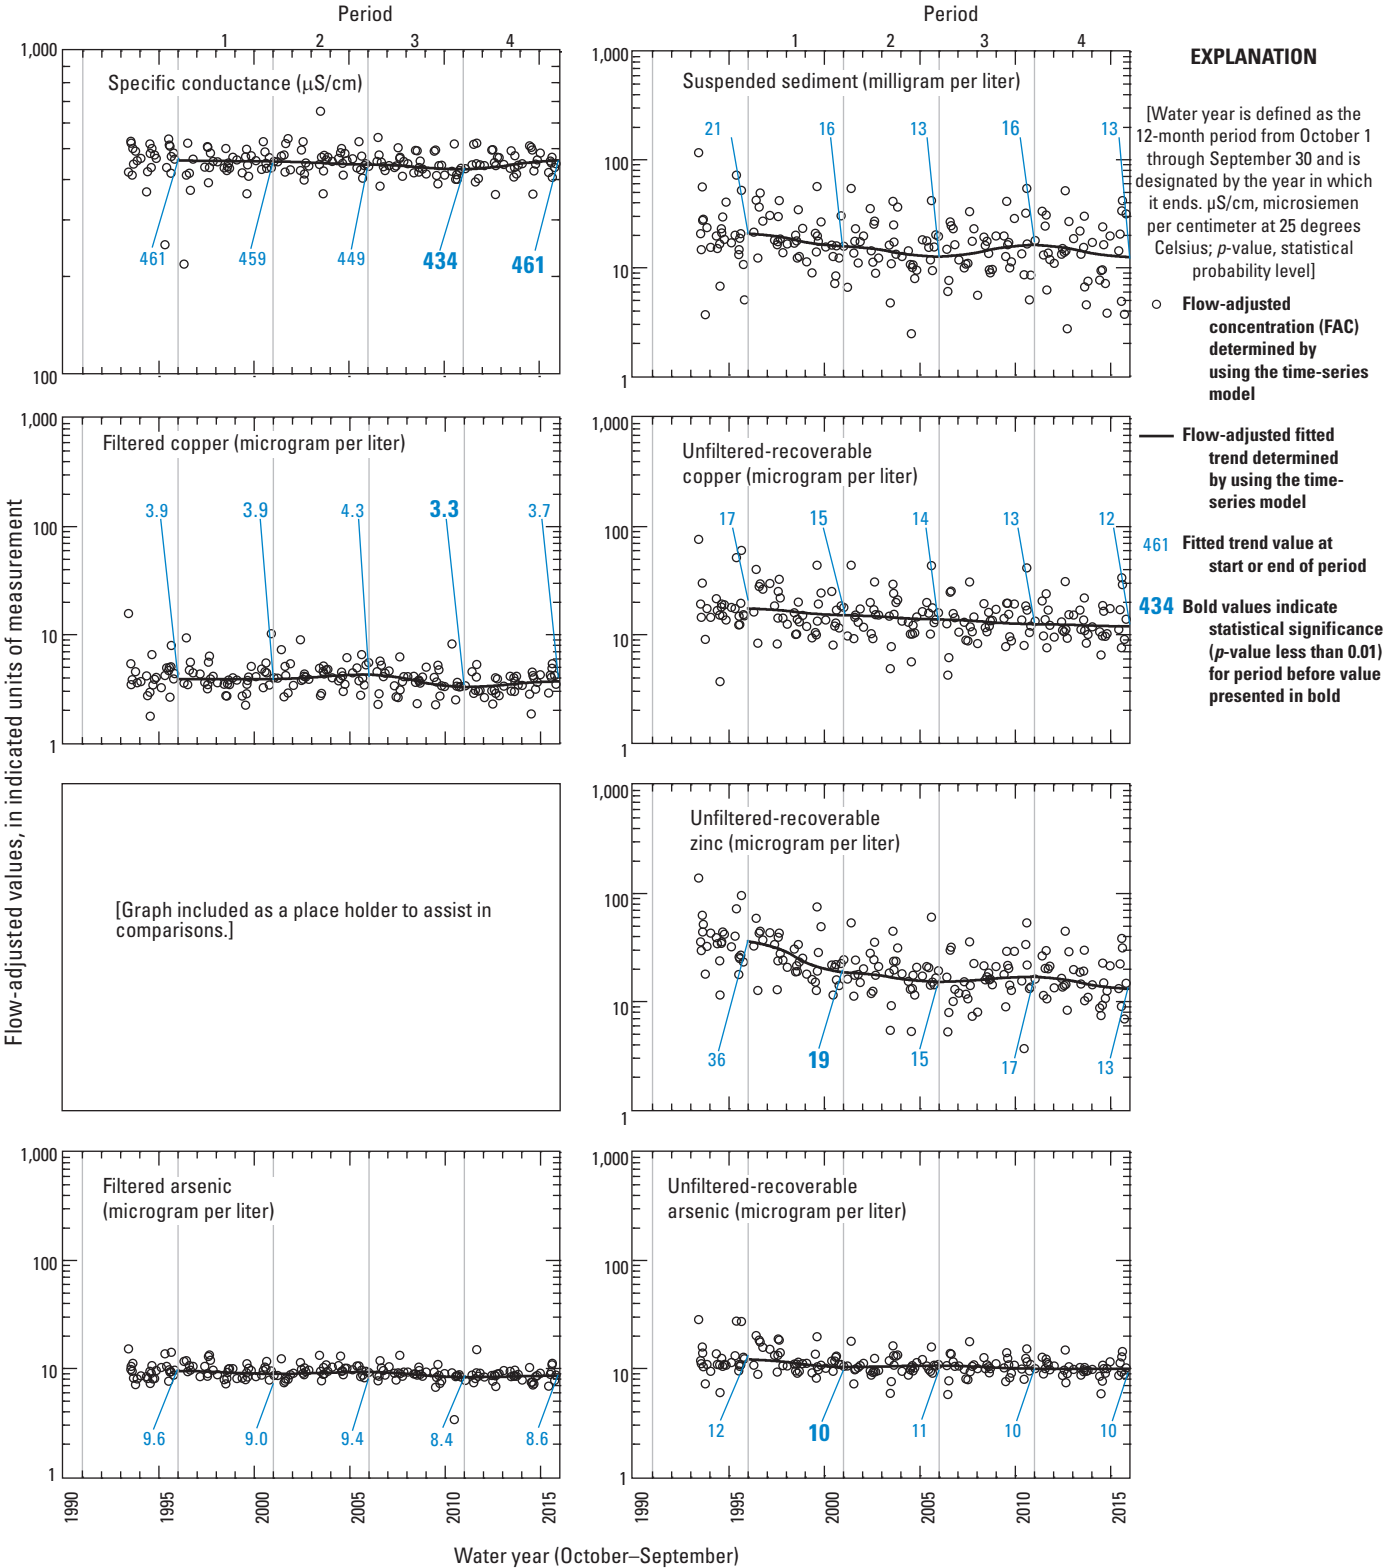 Period
1 2 3 4
1,000
Specific conductance (µS/cm)
461 459 449 434 461
100
Period
1 2 3 4
1,000
Suspended sediment (milligram per liter)
21 16 13 16 13
100
10
1
EXPLANATION
[Water year is defined as the
12-month period from October 1
through September 30 and is
designated by the year in which
it ends. µS/cm, microsiemen
per centimeter at 25 degrees
Celsius; p-value, statistical
probability level]
Flow-adjusted
concentration (FAC)
determined by
using the time-series
model
Flow-adjusted fitted
trend determined
by using the time-
series model
461 Fitted trend value at
start or end of period
434 Bold values indicate
statistical significance
(p-value less than 0.01)
for period before value
presented in bold
Flow-adjusted values, in indicated units of measurement
1,000
Filtered copper (microgram per liter)
3.9 3.9 4.3 3.3 3.7
100
10
1
1,000
Unfiltered-recoverable
copper (microgram per liter)
17 15 14 13 12
100
10
1
[Graph included as a place holder to assist in
comparisons.]
1,000
Unfiltered-recoverable
zinc (microgram per liter)
100
10
36 19 15 17 13
1
1,000
Filtered arsenic
(microgram per liter)
100
10
9.6 9.0 9.4 8.4 8.6
1
1990 1995 2000 2005 2010 2015
1,000
Unfiltered-recoverable
arsenic (microgram per liter)
100
10
12 10 11 10 10
1
1990 1995 2000 2005 2010 2015
Water year (October–September)